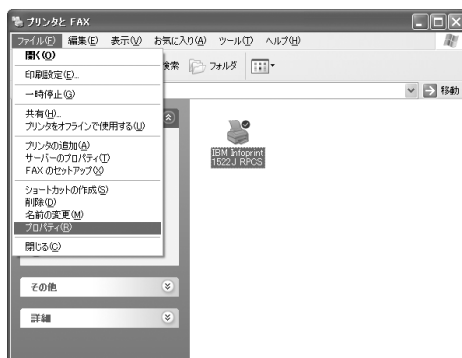 プリンタと FAX
ファイル(F) 編集(E) 表示(V) お気に入り(A) ツール(T) ヘルプ(H)
開く(O)
検索 フォルダ
印刷設定(E)...
一時停止(G)
移動
共有(H)...
プリンタをオフラインで使用する(U)
プリンタの追加(A)
サーバーのプロパティ(T)
FAX のセットアップ(X)
IBM Infoprint
1522J RPCS
ショートカットの作成(S)
削除(D)
名前の変更(M)
プロパティ(R)
閉じる(C)
その他
詳細